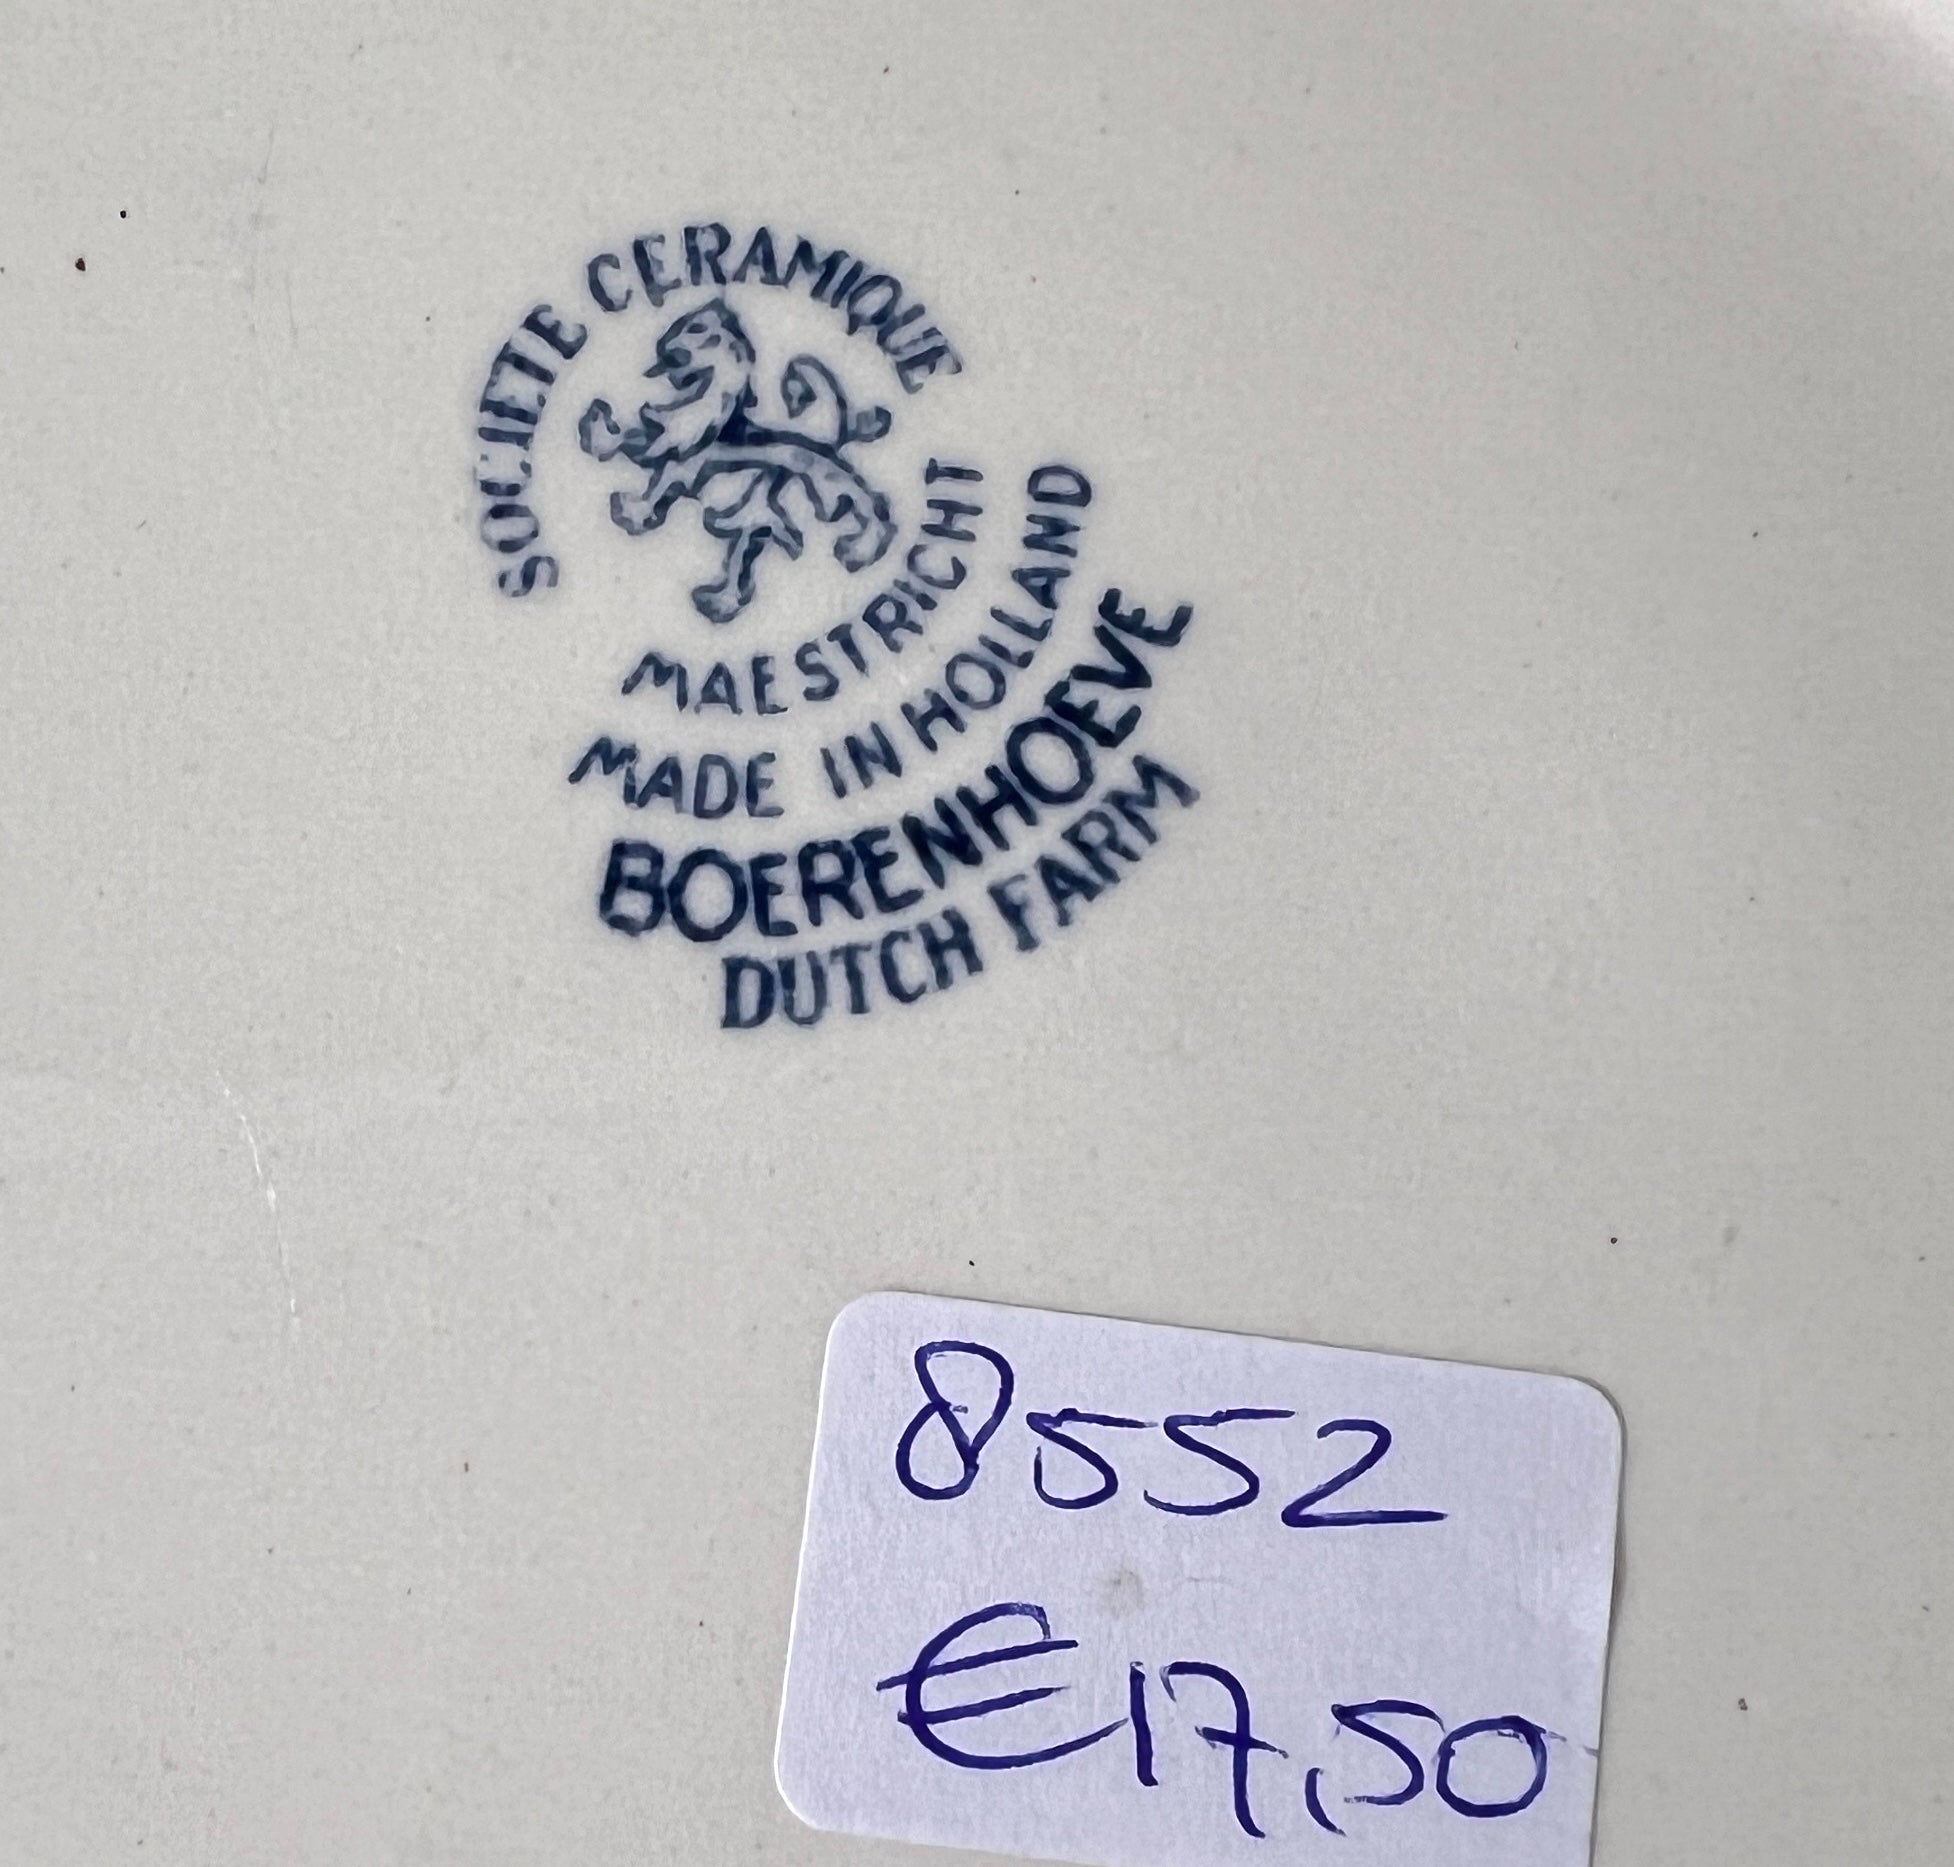 SOCIETE CERAMIQUE
MAESTRICHT
MADE IN HOLLAND
BOERENHOEVE
DUTCH FARM
8552
€17,50